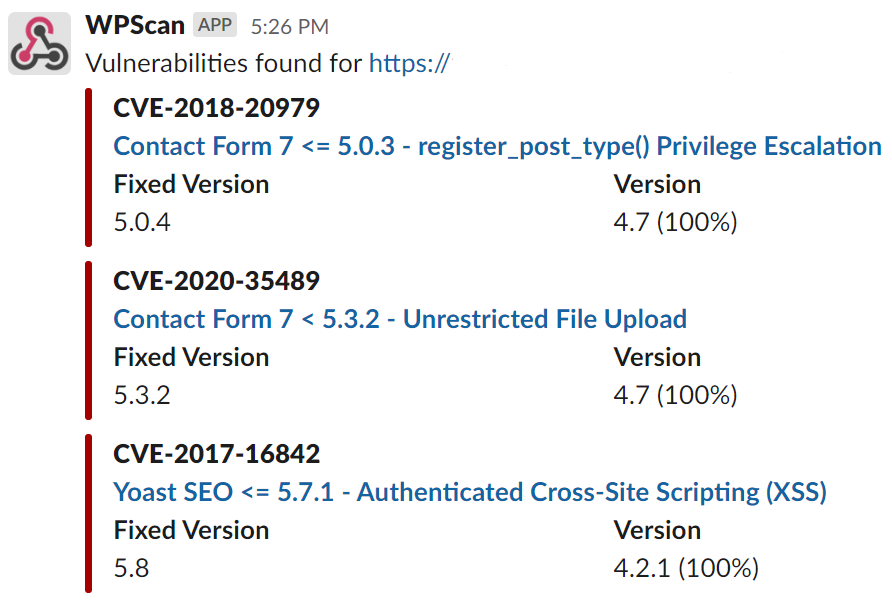 WPScan APP 5:26 PM
Vulnerabilities found for https://
CVE-2018-20979
Contact Form 7 <= 5.0.3 - register_post_type() Privilege Escalation
Fixed Version Version
5.0.4 4.7 (100%)
CVE-2020-35489
Contact Form 7 < 5.3.2 - Unrestricted File Upload
Fixed Version Version
5.3.2 4.7 (100%)
CVE-2017-16842
Yoast SEO <= 5.7.1 - Authenticated Cross-Site Scripting (XSS)
Fixed Version Version
5.8 4.2.1 (100%)